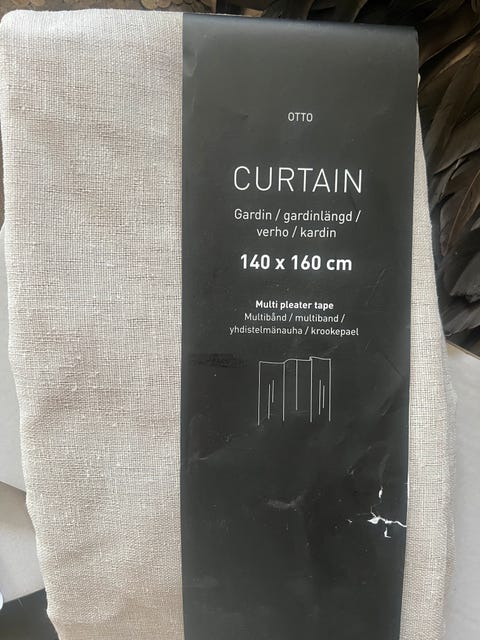 OTTO
CURTAIN
Gardin / gardinlängd /
verho / kardin
140 x 160 cm
Multi pleater tape
Multibånd / multiband /
yhdistelmänauha / krookepael